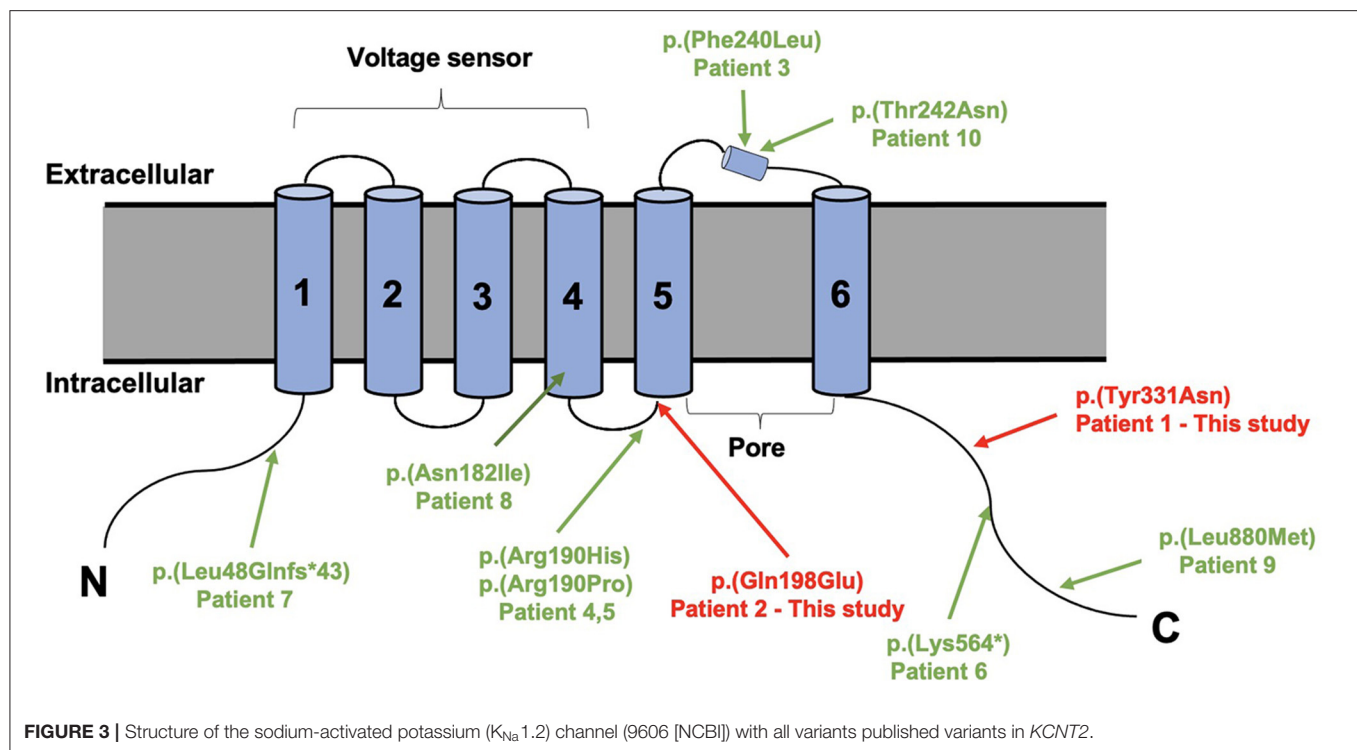 p.(Phe240Leu)
Patient 3
Voltage sensor
p.(Thr242Asn)
Patient 10
Extracellular
1
2
3
4
5
6
Intracellular
p.(Tyr331Asn)
Patient 1 - This study
Pore
p.(Asn182Ile)
Patient 8
N
p.(Leu48Glnfs*43)
Patient 7
p.(Arg190His)
p.(Arg190Pro)
Patient 4,5
p.(Gln198Glu)
Patient 2 - This study
p.(Leu880Met)
Patient 9
C
p.(Lys564*)
Patient 6
FIGURE 3 | Structure of the sodium-activated potassium (KNa1.2) channel (9606 [NCBI]) with all variants published variants in KCNT2.